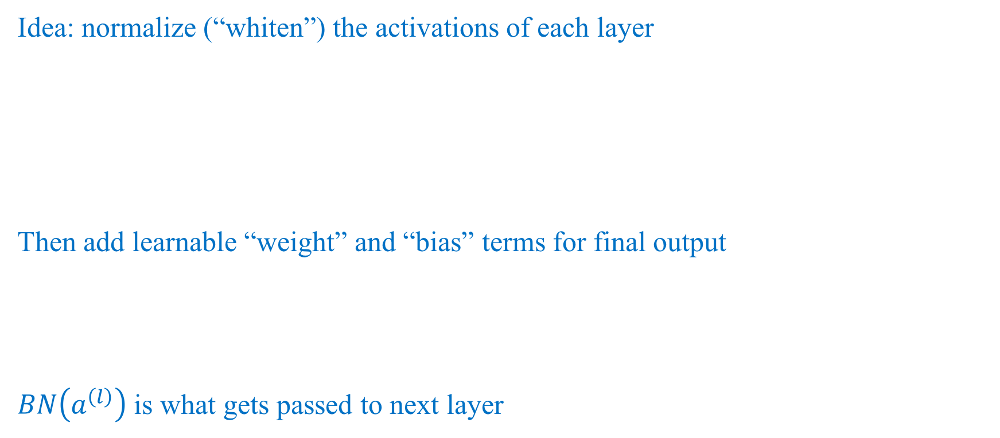 Idea: normalize (“whiten”) the activations of each layer
Then add learnable “weight” and “bias” terms for final output
$BN(a^{(l)})$ is what gets passed to next layer